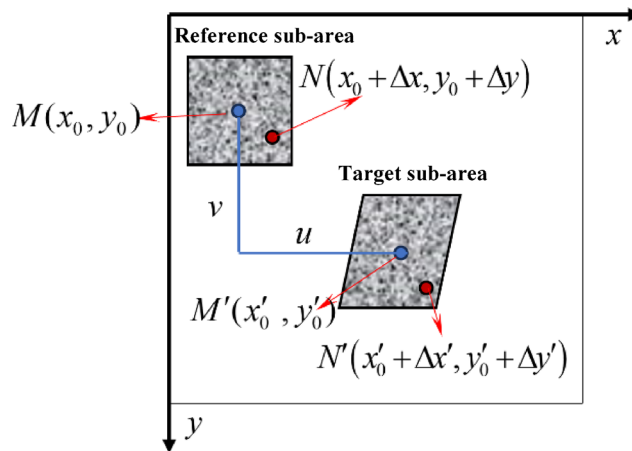 x
Reference sub-area
N(x₀ + Δx, y₀ + Δy)
M(x₀, y₀)
Target sub-area
v
u
M′(x′₀ , y′₀)
N′(x′₀ + Δx′, y′₀ + Δy′)
y